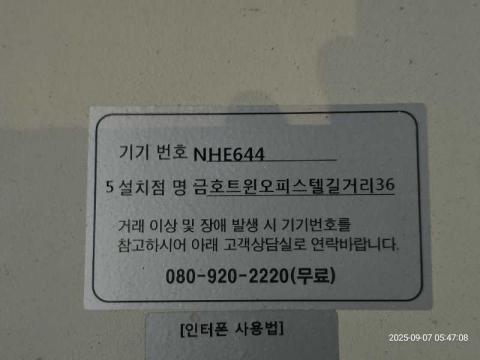 기기 번호 NHE644
5 설치점 명 금호트윈오피스텔길거리36
거래 이상 및 장애 발생 시 기기번호를
참고하시어 아래 고객상담실로 연락바랍니다.
080-920-2220(무료)
[인터폰 사용법]
2025-09-07 05:47:08